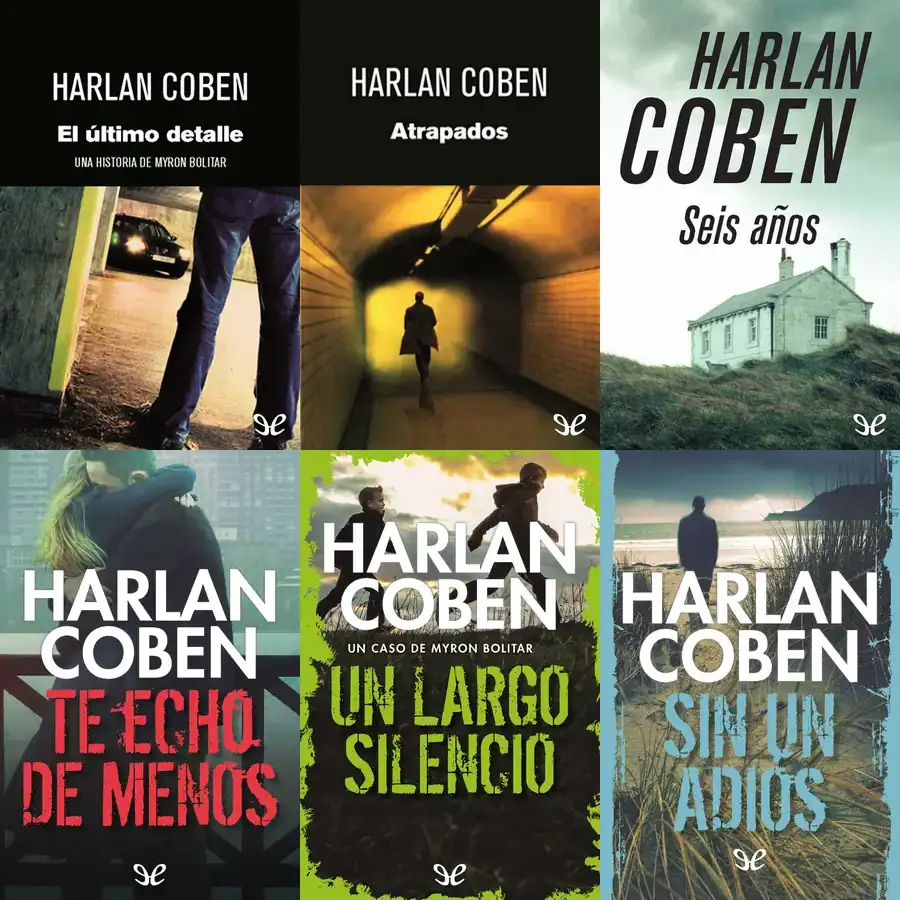 HARLAN COBEN
El último detalle
UNA HISTORIA DE MYRON BOLITAR
HARLAN COBEN
Atrapados
HARLAN
COBEN
Seis años
HARLAN
COBEN
TE ECHO
DE MENOS
HARLAN
COBEN
UN CASO DE MYRON BOLITAR
UN LARGO
SILENCIO
HARLAN
COBEN
SIN UN
ADIÓS